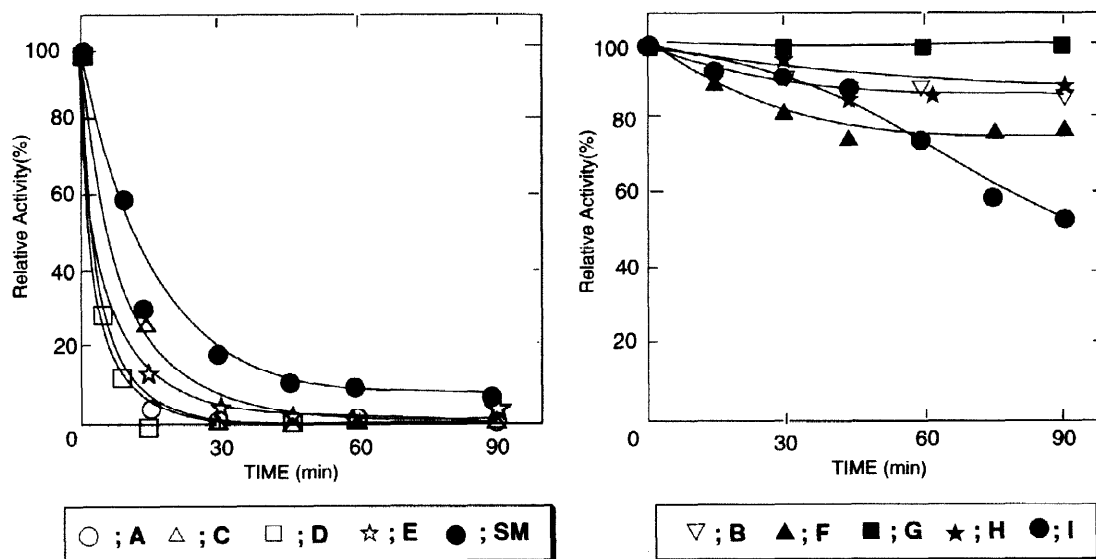 100
80
60
40
20
0
30
60
90
Relative Activity(%)
TIME (min)
; A
; C
; D
; E
; SM
100
80
60
40
20
0
30
60
90
Relative Activity(%)
TIME (min)
; B
; F
; G
; H
; I